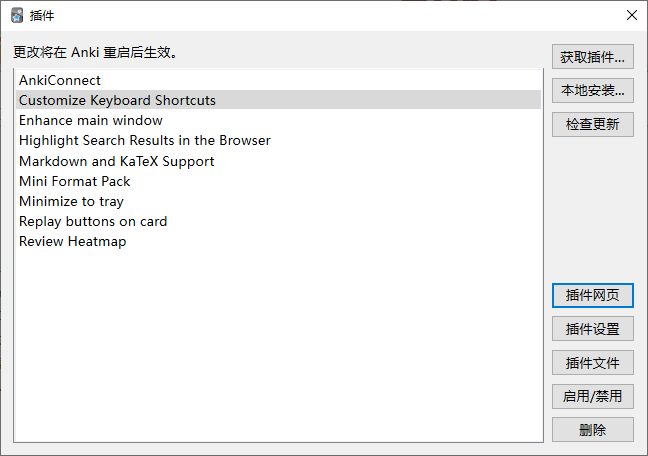 插件
更改将在 Anki 重启后生效。
AnkiConnect
Customize Keyboard Shortcuts
Enhance main window
Highlight Search Results in the Browser
Markdown and KaTeX Support
Mini Format Pack
Minimize to tray
Replay buttons on card
Review Heatmap
获取插件...
本地安装...
检查更新
插件网页
插件设置
插件文件
启用/禁用
删除